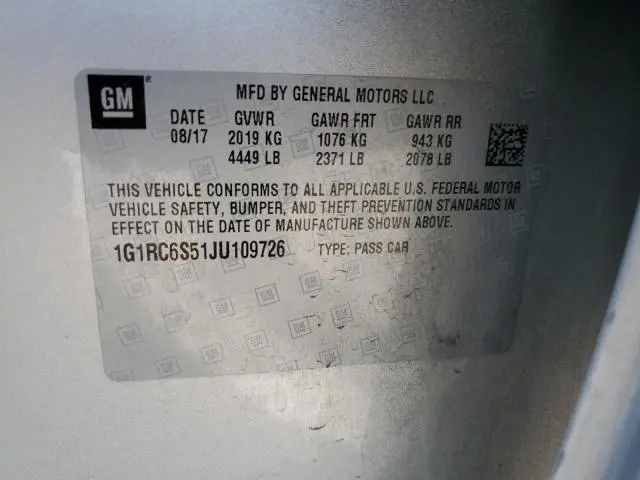 GM ®
MFD BY GENERAL MOTORS LLC
DATE GVWR GAWR FRT GAWR RR
08/17 2019 KG 1076 KG 943 KG
4449 LB 2371 LB 2078 LB
THIS VEHICLE CONFORMS TO ALL APPLICABLE U.S. FEDERAL MOTOR
VEHICLE SAFETY, BUMPER, AND THEFT PREVENTION STANDARDS IN
EFFECT ON THE DATE OF MANUFACTURE SHOWN ABOVE.
1G1RC6S51JU109726 TYPE: PASS CAR